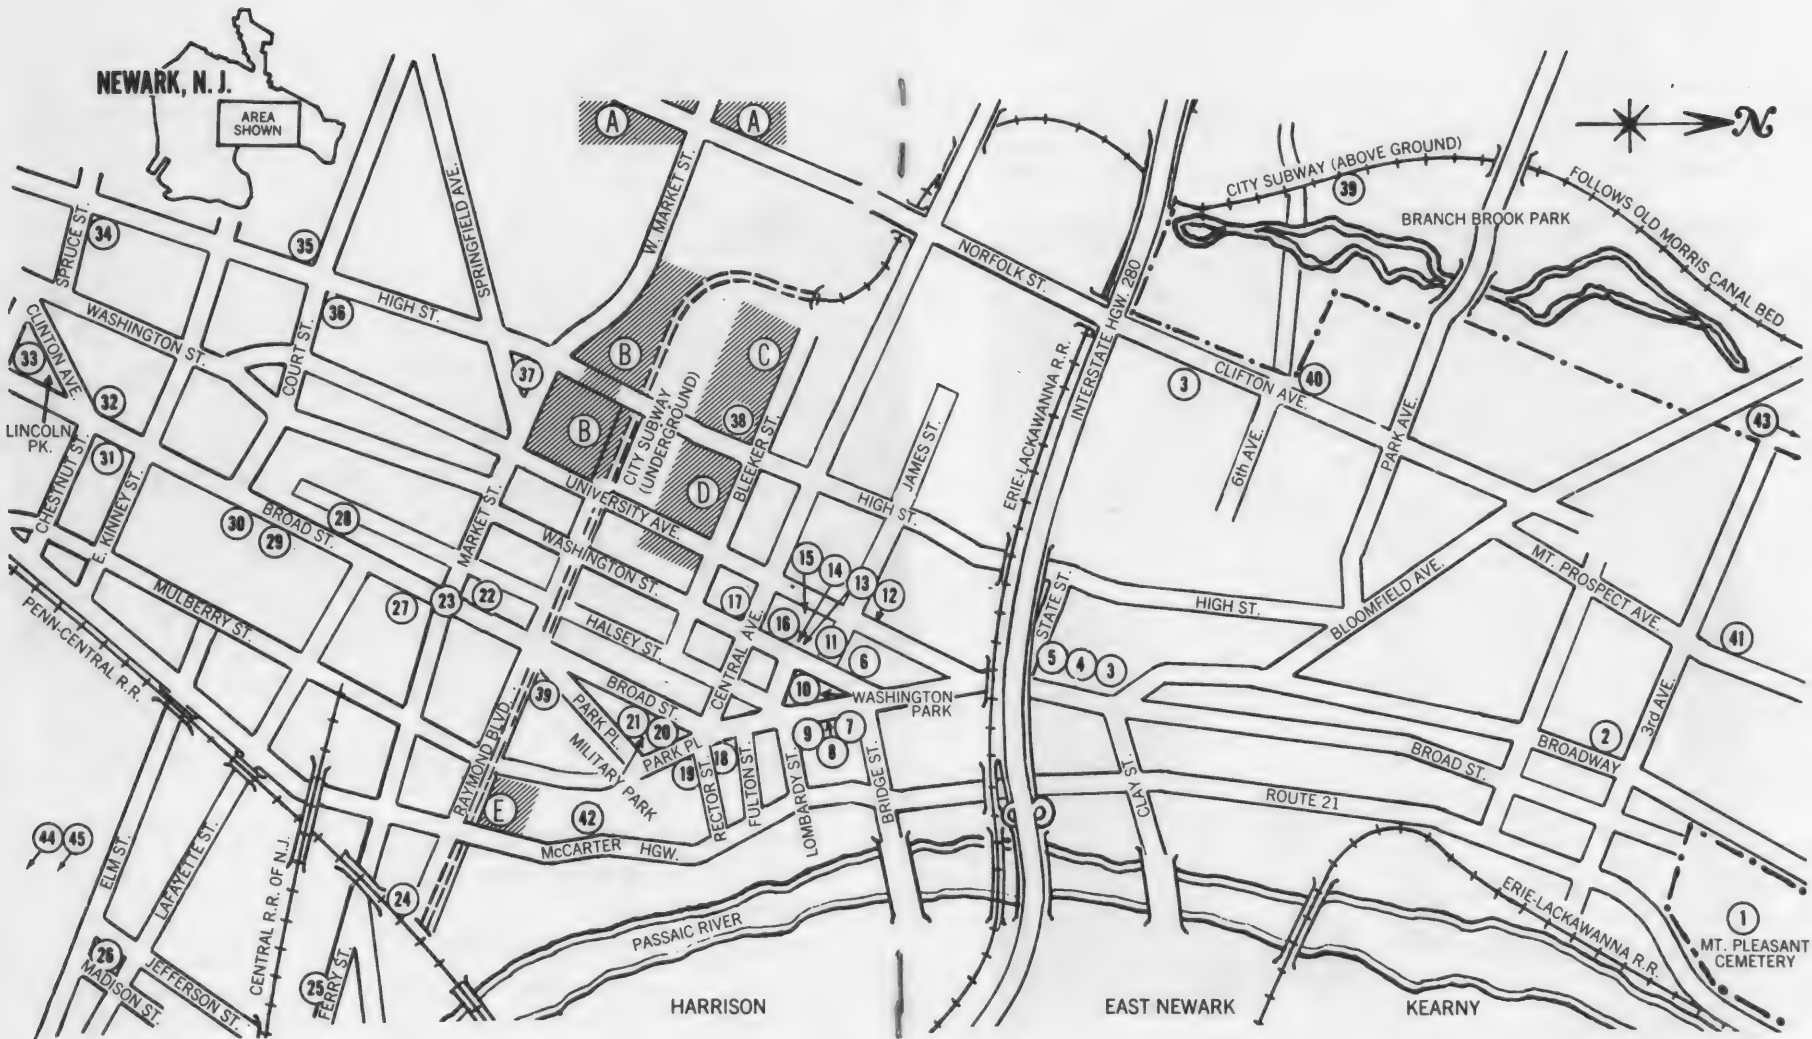 NEWARK, N. J.
AREA
SHOWN
A
A
N
SPRINGFIELD AVE.
W. MARKET ST.
CITY SUBWAY (ABOVE GROUND)
39
FOLLOWS OLD MORRIS CANAL BED
BRANCH BROOK PARK
SPRUCE ST.
34
35
NORFOLK ST.
INTERSTATE HGW. 280
CLINTON AVE.
WASHINGTON ST.
HIGH ST.
36
COURT ST.
33
37
B
C
ERIE-LACKAWANNA R.R.
3
CLIFTON AVE.
40
32
LINCOLN
PK.
B
CITY SUBWAY
(UNDERGROUND)
38
BLEEKER ST.
JAMES ST.
6th AVE.
PARK AVE.
43
CHESTNUT ST.
31
E. KINNEY ST.
D
UNIVERSITY AVE.
HIGH ST.
30
29
BROAD ST.
28
MARKET ST.
WASHINGTON ST.
MT. PROSPECT AVE.
BLOOMFIELD AVE.
15
14
13
12
STATE ST.
HIGH ST.
MULBERRY ST.
27
23
22
HALSEY ST.
17
CENTRAL AVE.
16
11
6
5
4
3
41
PENN-CENTRAL R.R.
39
BROAD ST.
10
WASHINGTON
PARK
3rd AVE.
RAYMOND BLVD.
PARK PL.
21
20
MILITARY
PARK
PARK PL
19
RECTOR ST.
18
FULTON ST.
LOMBARDY ST.
9
8
7
BRIDGE ST.
CLAY ST.
BROAD ST.
BROADWAY
2
ROUTE 21
E
42
McCARTER HGW.
44
45
ELM ST.
LAFAYETTE ST.
CENTRAL R.R. OF N.J.
24
PASSAIC RIVER
ERIE-LACKAWANNA R.R.
1
MT. PLEASANT
CEMETERY
26
MADISON ST.
JEFFERSON ST.
25
FERRY ST.
HARRISON
EAST NEWARK
KEARNY